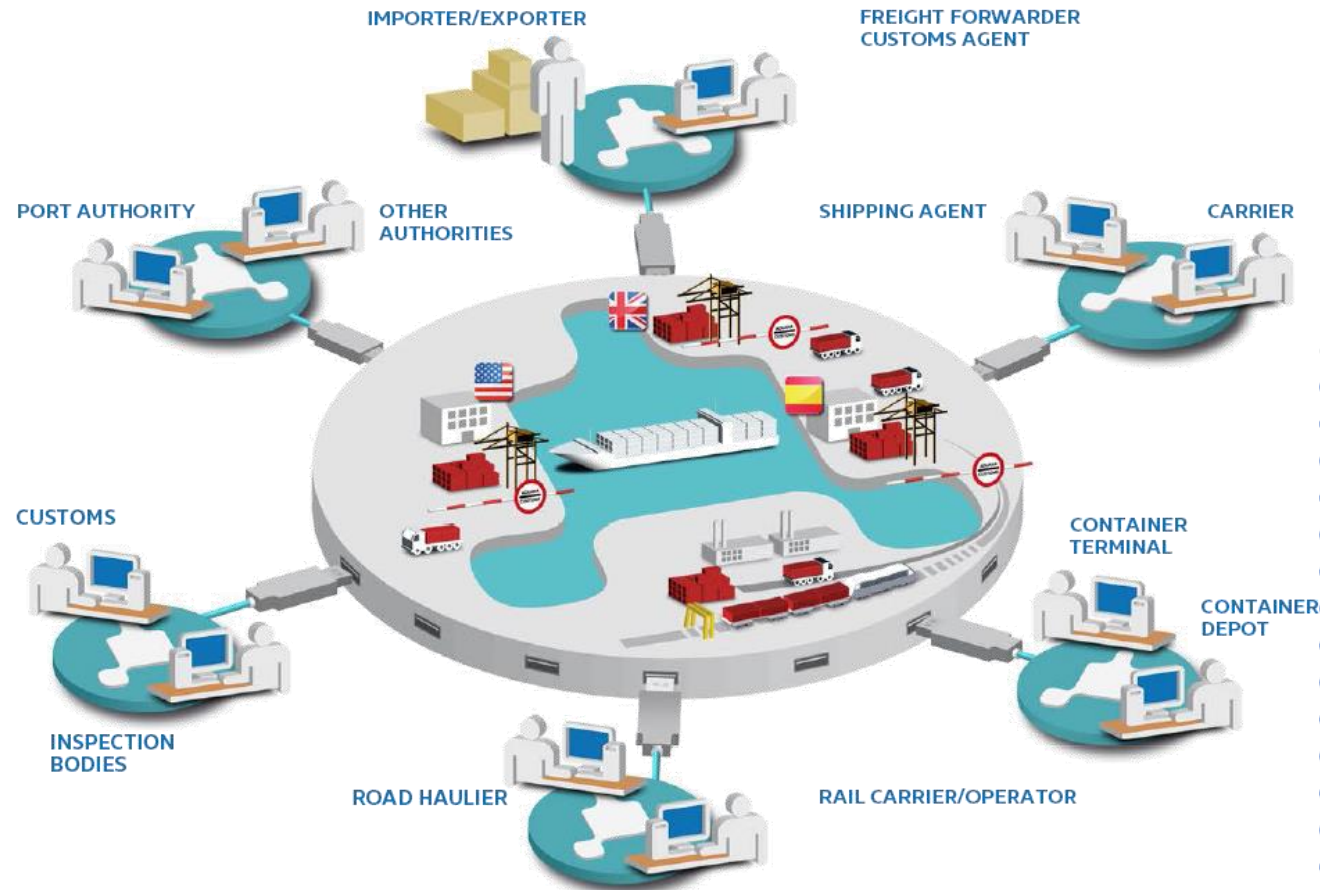 IMPORTER/EXPORTER
FREIGHT FORWARDER
CUSTOMS AGENT
PORT AUTHORITY
OTHER
AUTHORITIES
SHIPPING AGENT
CARRIER
CUSTOMS
CONTAINER
TERMINAL
CONTAINER
DEPOT
INSPECTION
BODIES
ROAD HAULIER
RAIL CARRIER/OPERATOR